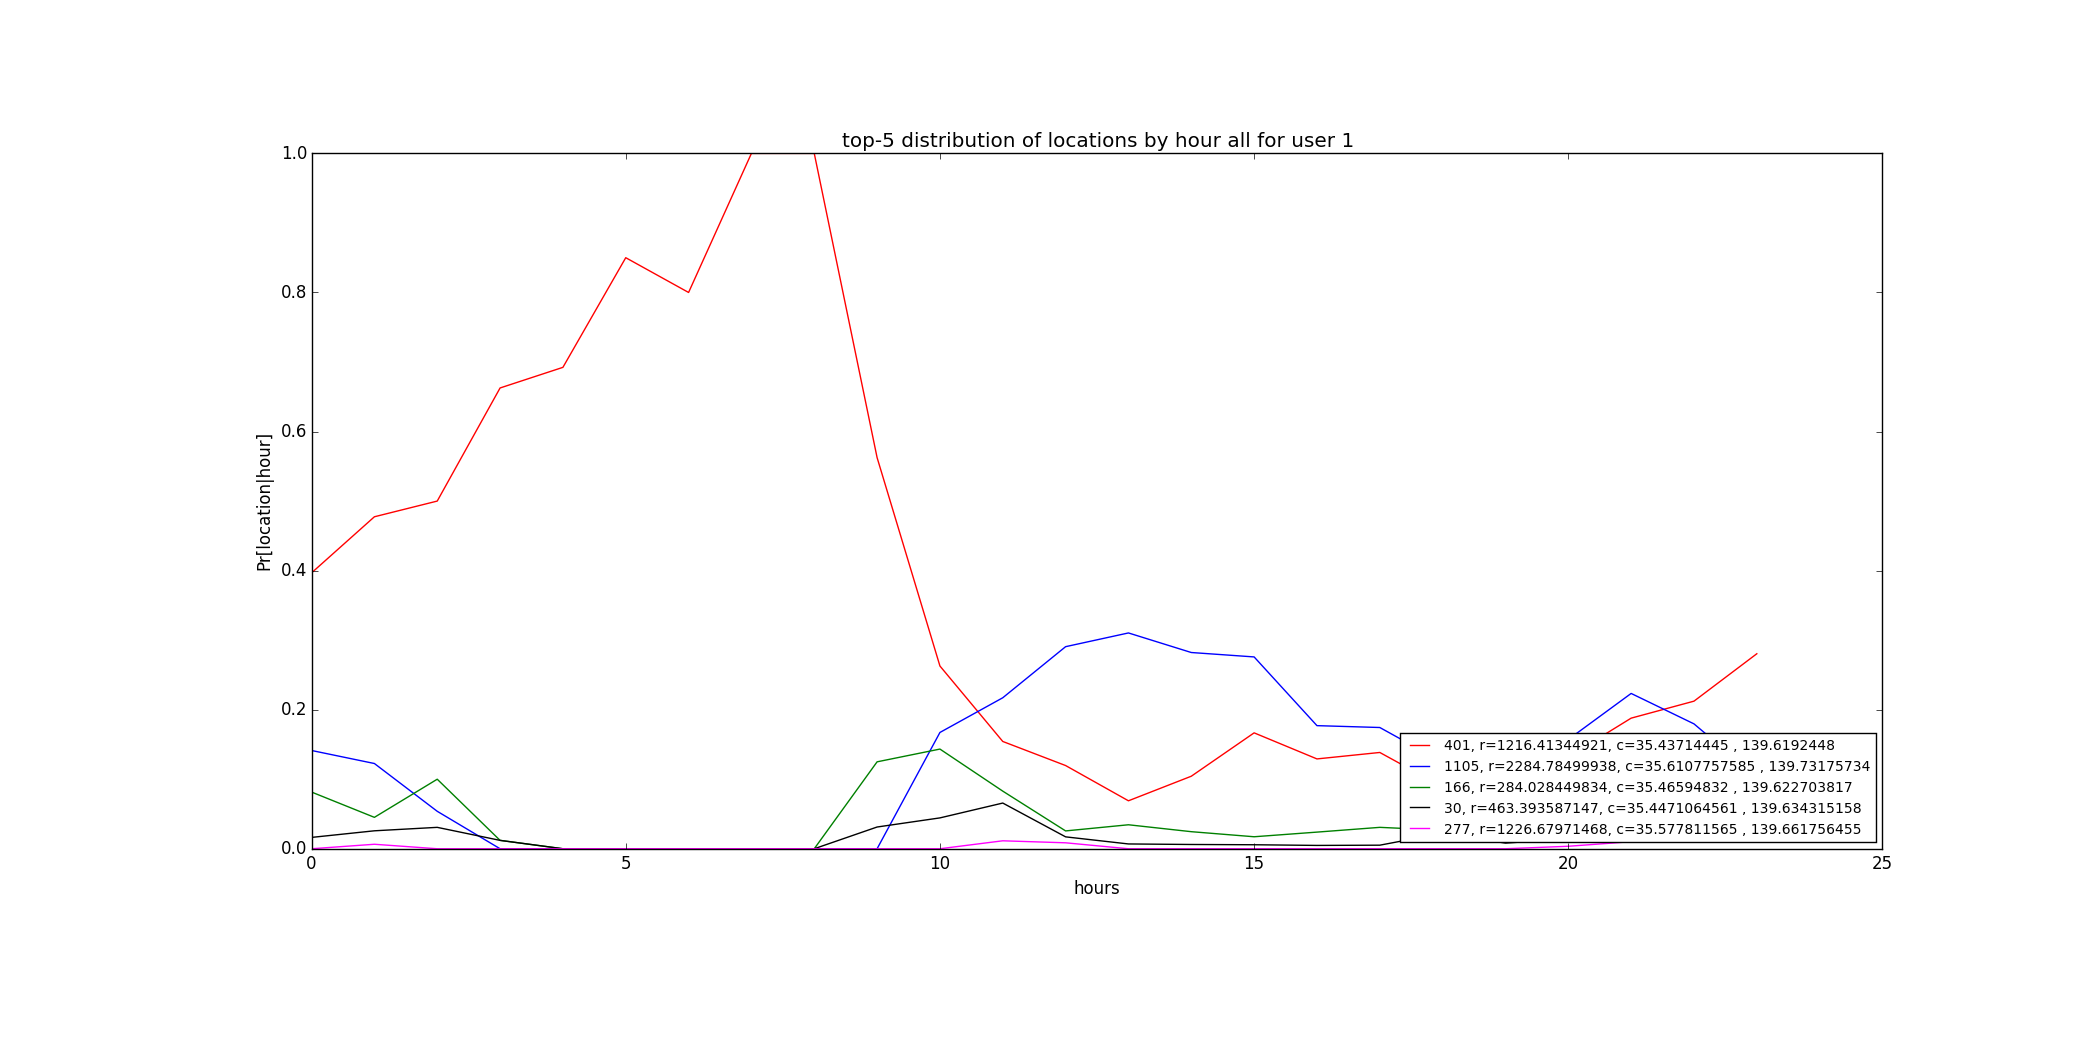 top-5 distribution of locations by hour all for user 1
1.0
0.8
0.6
0.4
0.2
0.0
Pr[location|hour]
401, r=1216.41344921, c=35.43714445 , 139.6192448
1105, r=2284.78499938, c=35.6107757585 , 139.73175734
166, r=284.028449834, c=35.46594832 , 139.622703817
30, r=463.393587147, c=35.4471064561 , 139.634315158
277, r=1226.67971468, c=35.577811565 , 139.661756455
0 5 10 15 20 25
hours